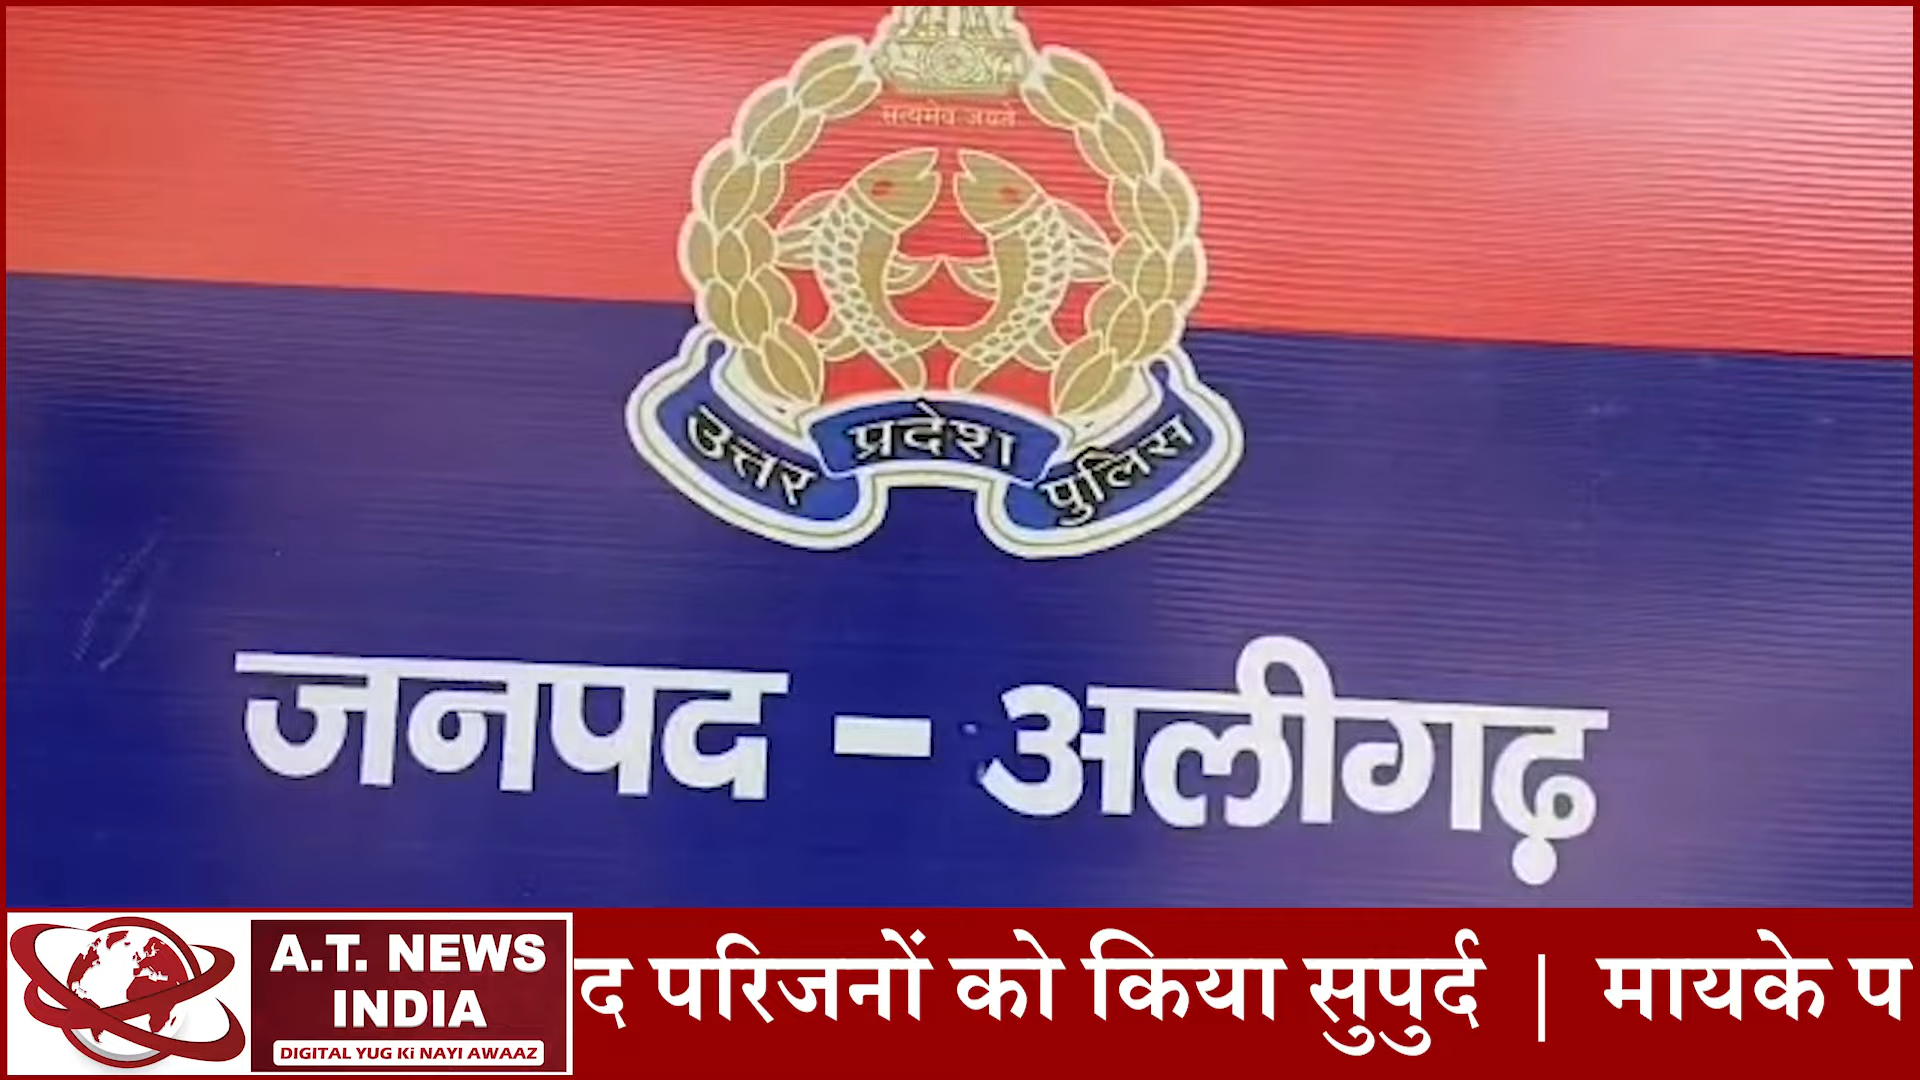 सत्यमेव जयते
उत्तर प्रदेश पुलिस
जनपद - अलीगढ़
A.T. NEWS
INDIA
DIGITAL YUG Ki NAYI AWAAZ
द परिजनों को किया सुपुर्द | मायके प